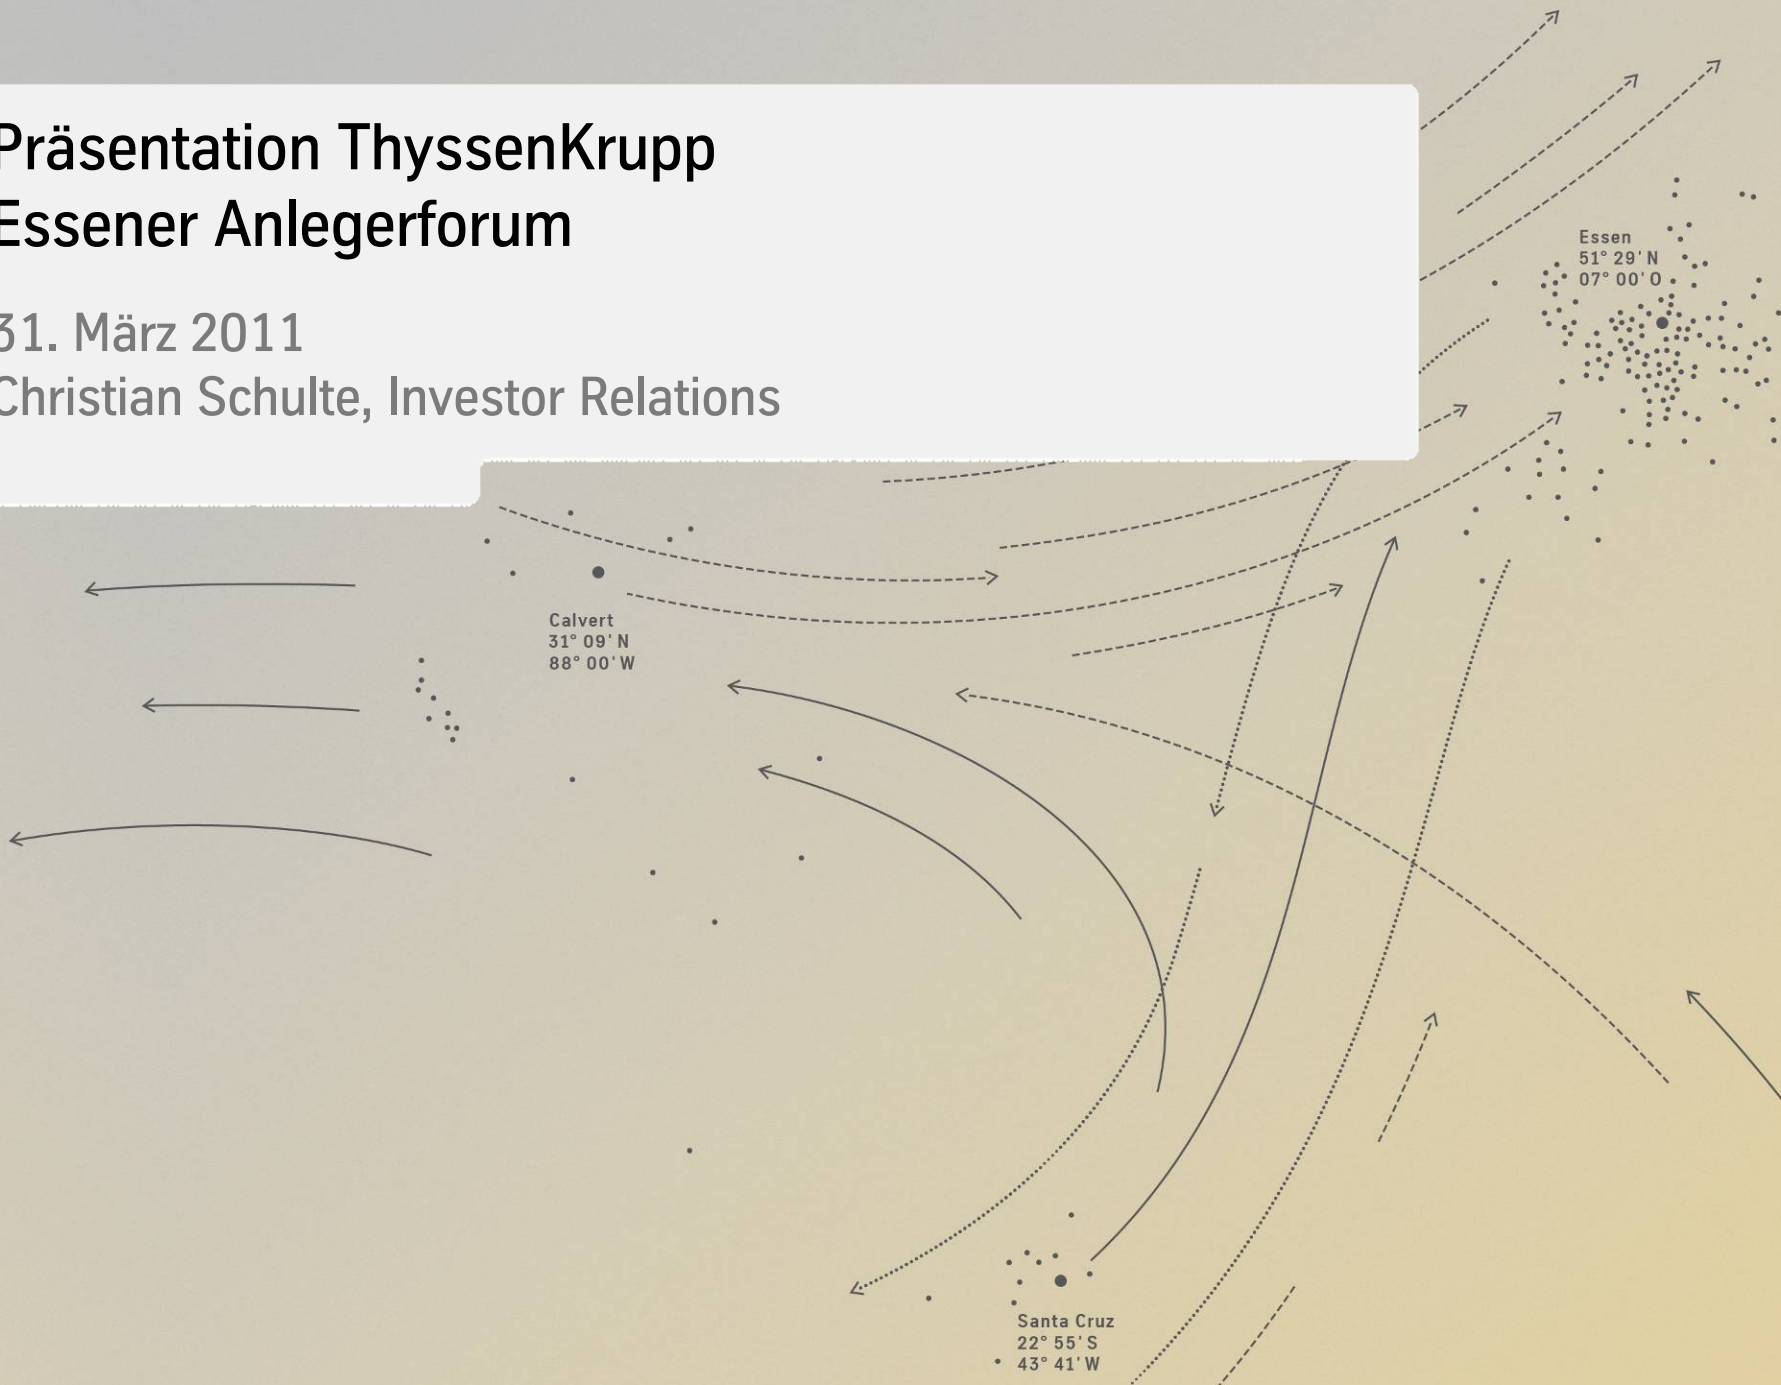 Präsentation ThyssenKrupp
Essener Anlegerforum
31. März 2011
Christian Schulte, Investor Relations
Essen
51° 29' N
07° 00' O
Calvert
31° 09' N
88° 00' W
Santa Cruz
22° 55' S
43° 41' W